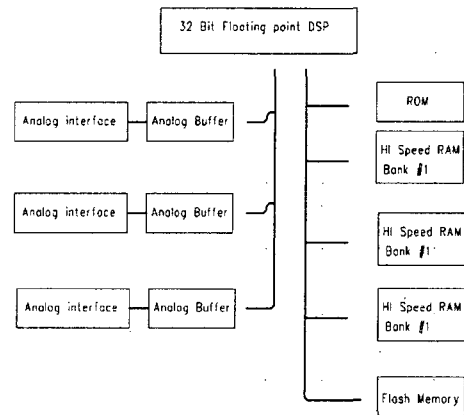 32 Bit Floating point DSP
Analog interface
Analog Buffer
Analog interface
Analog Buffer
Analog interface
Analog Buffer
ROM
HI Speed RAM
Bank #1
HI Speed RAM
Bank #1
HI Speed RAM
Bank #1
Flash Memory